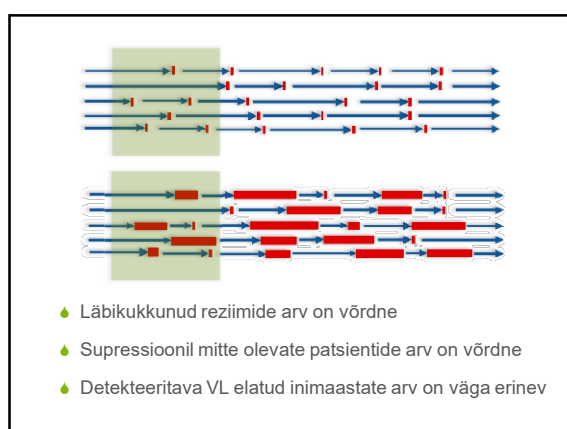 Läbikukkunud reziimide arv on võrdne
Supressioonil mitte olevate patsientide arv on võrdne
Detekteeritava VL elatud inimaastate arv on väga erinev